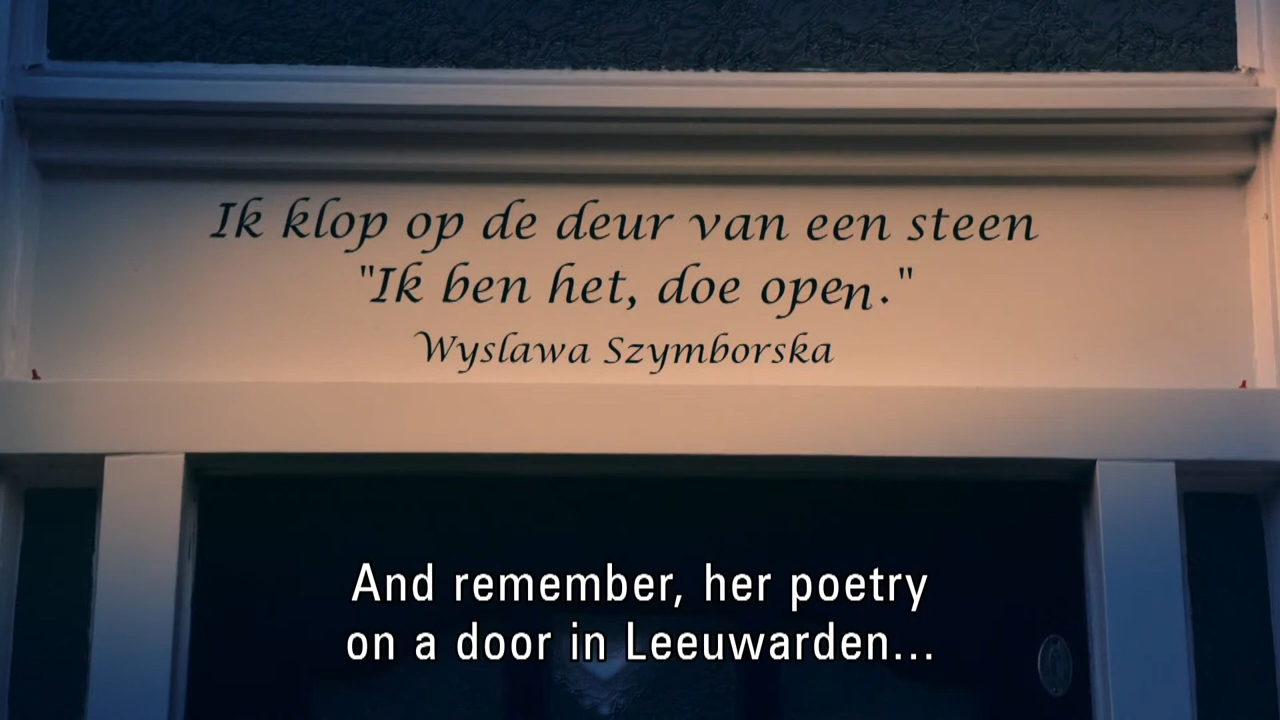 Ik klop op de deur van een steen
"Ik ben het, doe open."
Wyslawa Szymborska
And remember, her poetry
on a door in Leeuwarden...